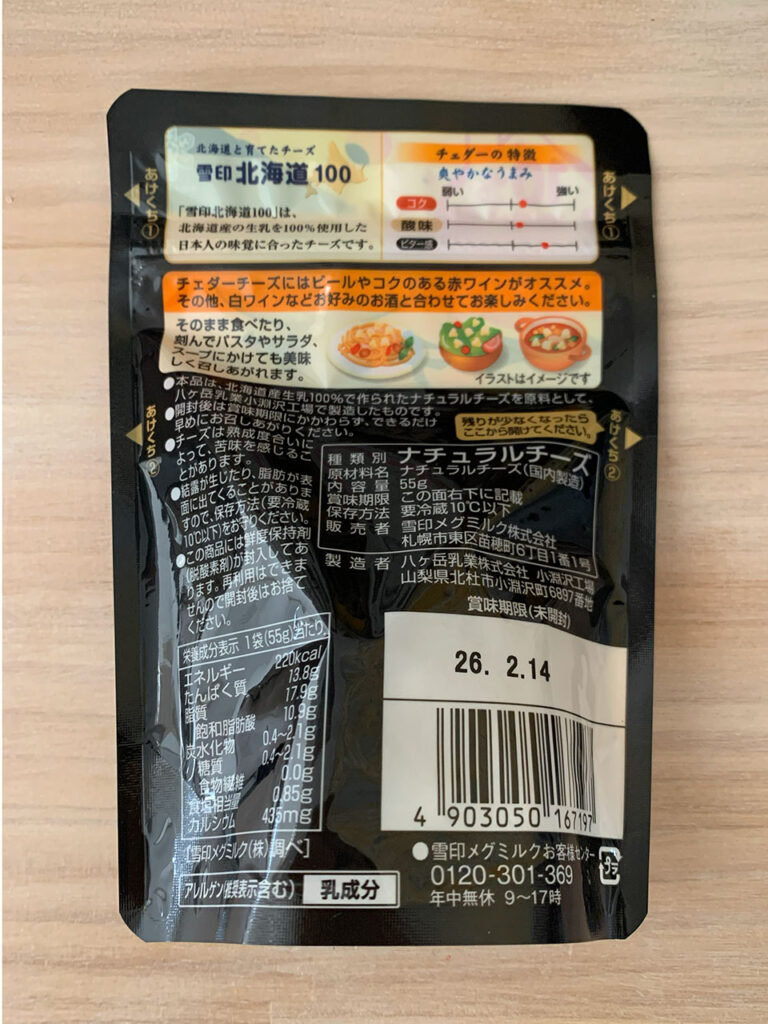 北海道と育てたチーズ
雪印 北海道 100
「雪印北海道100」は、
北海道産の生乳を100％使用した
日本人の味覚に合ったチーズです。
チェダーの特徴
爽やかなうまみ
弱い 強い
コク
酸味
ビター感
あけくち①
あけくち①
チェダーチーズにはビールやコクのある赤ワインがオススメ。
その他、白ワインなどお好みのお酒と合わせてお楽しみください。
そのまま食べたり、
刻んでパスタやサラダ、
スープにかけても美味
しく召しあがれます。
イラストはイメージです
●本品は、北海道産生乳100％で作られたナチュラルチーズを原料として、
八ヶ岳乳業小淵沢工場で製造したものです。
●開封後は賞味期限にかかわらず、できるだけ
早めにお召しあがりください。
●チーズは熟成度合いに
よって、苦味を感じるこ
とがあります。
●結露が生じたり、脂肪が表
面に出てくることがありま
すので、保存方法(要冷蔵
10℃以下)をお守りください。
●この商品には鮮度保持剤
(脱酸素剤)が封入してあ
ります。再利用はできま
せんので開封後はお捨て
ください。
あけくち②
残りが少なくなったら
ここから開けてください。
あけくち②
種類別 ナチュラルチーズ
原材料名 ナチュラルチーズ(国内製造)
内容量 55g
賞味期限 この面右下に記載
保存方法 要冷蔵10℃以下
販売者 雪印メグミルク株式会社
札幌市東区苗穂町6丁目1番1号
製造者 八ヶ岳乳業株式会社 小淵沢工場
山梨県北杜市小淵沢町6897番地
賞味期限(未開封)
26. 2.14
4 903050 167197
栄養成分表示 1袋(55g)当たり
エネルギー 220kcal
たんぱく質 13.8g
脂質 17.9g
飽和脂肪酸 10.9g
炭水化物 0.4~2.1g
糖質 0.4~2.1g
食物繊維 0.0g
食塩相当量 0.85g
カルシウム 435mg
[雪印メグミルク(株)調べ]
アレルゲン(推奨表示含む) 乳成分
●雪印メグミルクお客様センター
0120-301-369
年中無休 9～17時
プラ